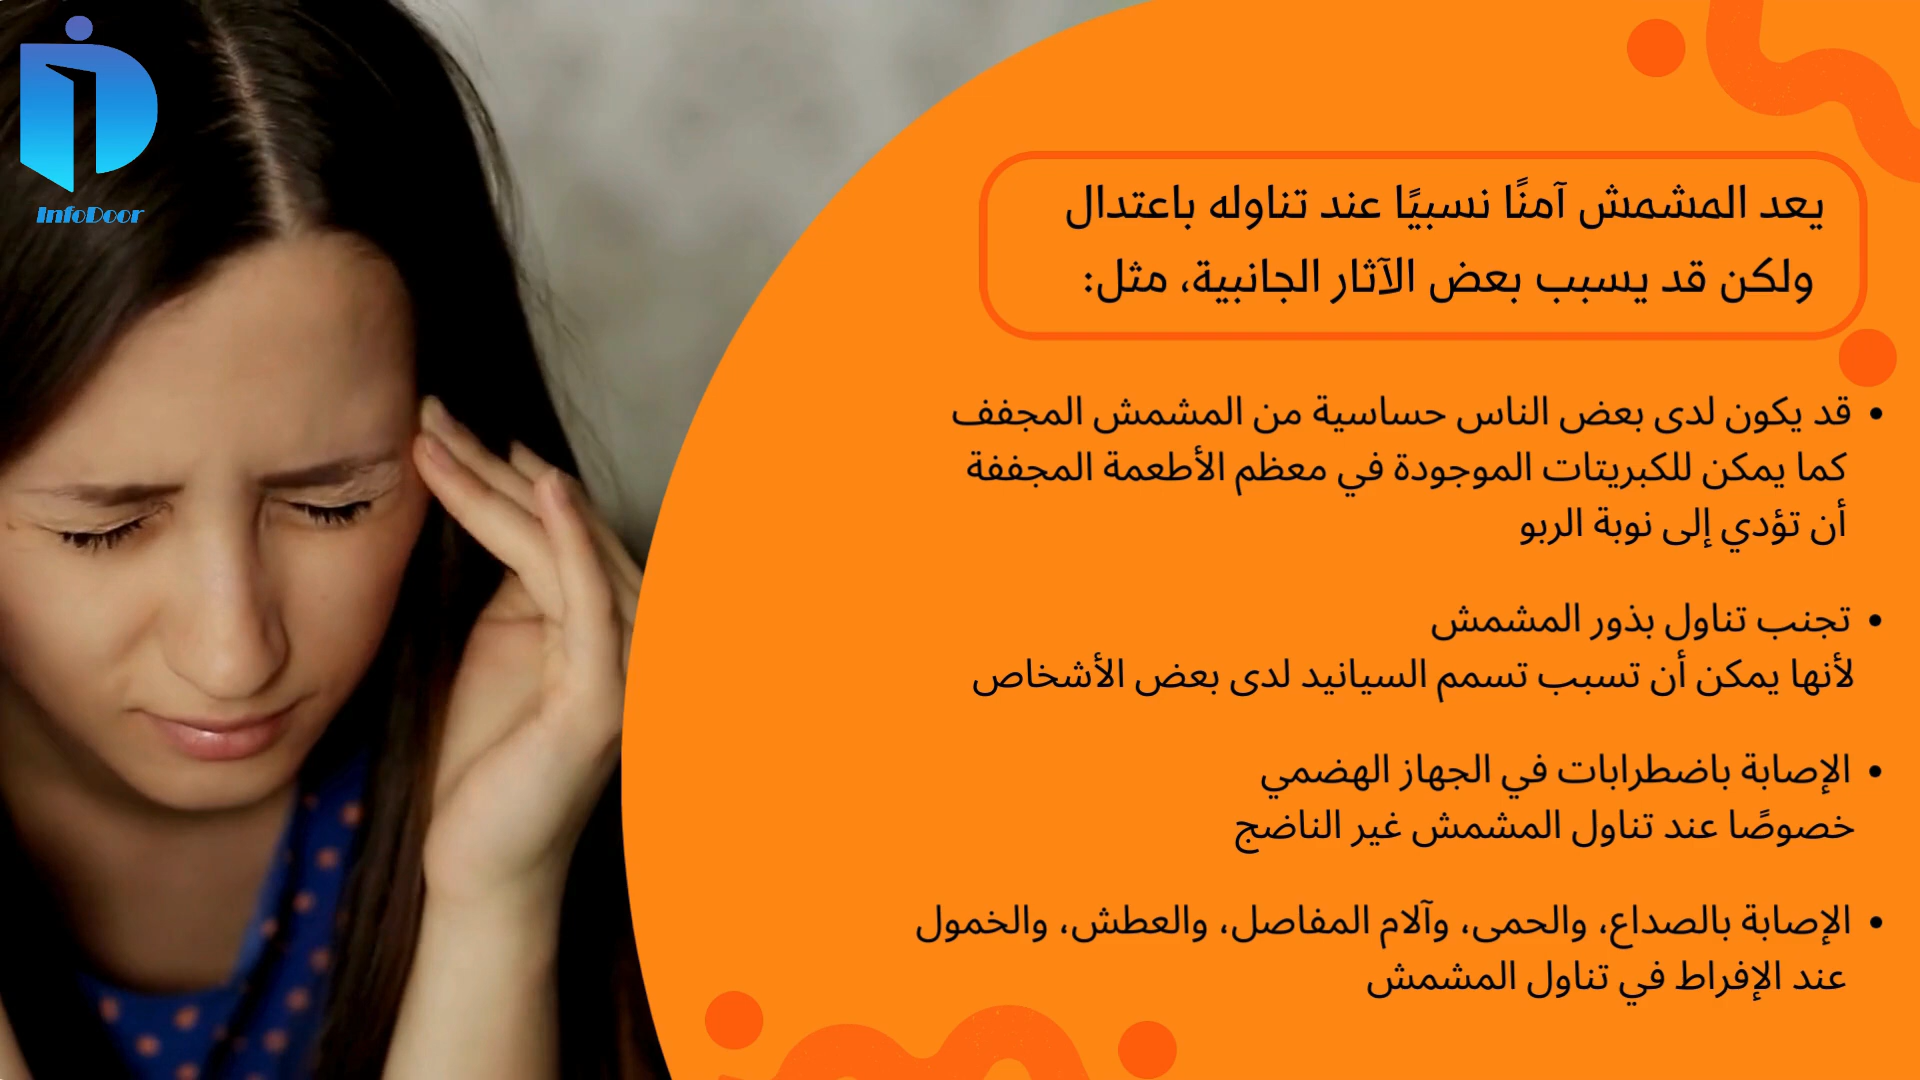 InfoDoor
يعد المشمش آمنًا نسبيًا عند تناوله باعتدال
ولكن قد يسبب بعض الآثار الجانبية، مثل:
• قد يكون لدى بعض الناس حساسية من المشمش المجفف
كما يمكن للكبريتات الموجودة في معظم الأطعمة المجففة
أن تؤدي إلى نوبة الربو
• تجنب تناول بذور المشمش
لأنها يمكن أن تسبب تسمم السيانيد لدى بعض الأشخاص
• الإصابة باضطرابات في الجهاز الهضمي
خصوصًا عند تناول المشمش غير الناضج
• الإصابة بالصداع، والحمى، وآلام المفاصل، والعطش، والخمول
عند الإفراط في تناول المشمش